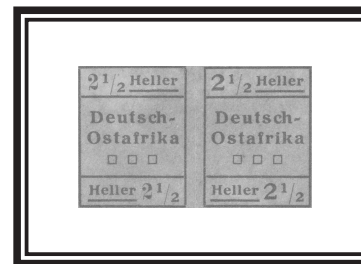 2 1/2 Heller
Deutsch-
Ostafrika
Heller 2 1/2
2 1/2 Heller
Deutsch-
Ostafrika
Heller 2 1/2